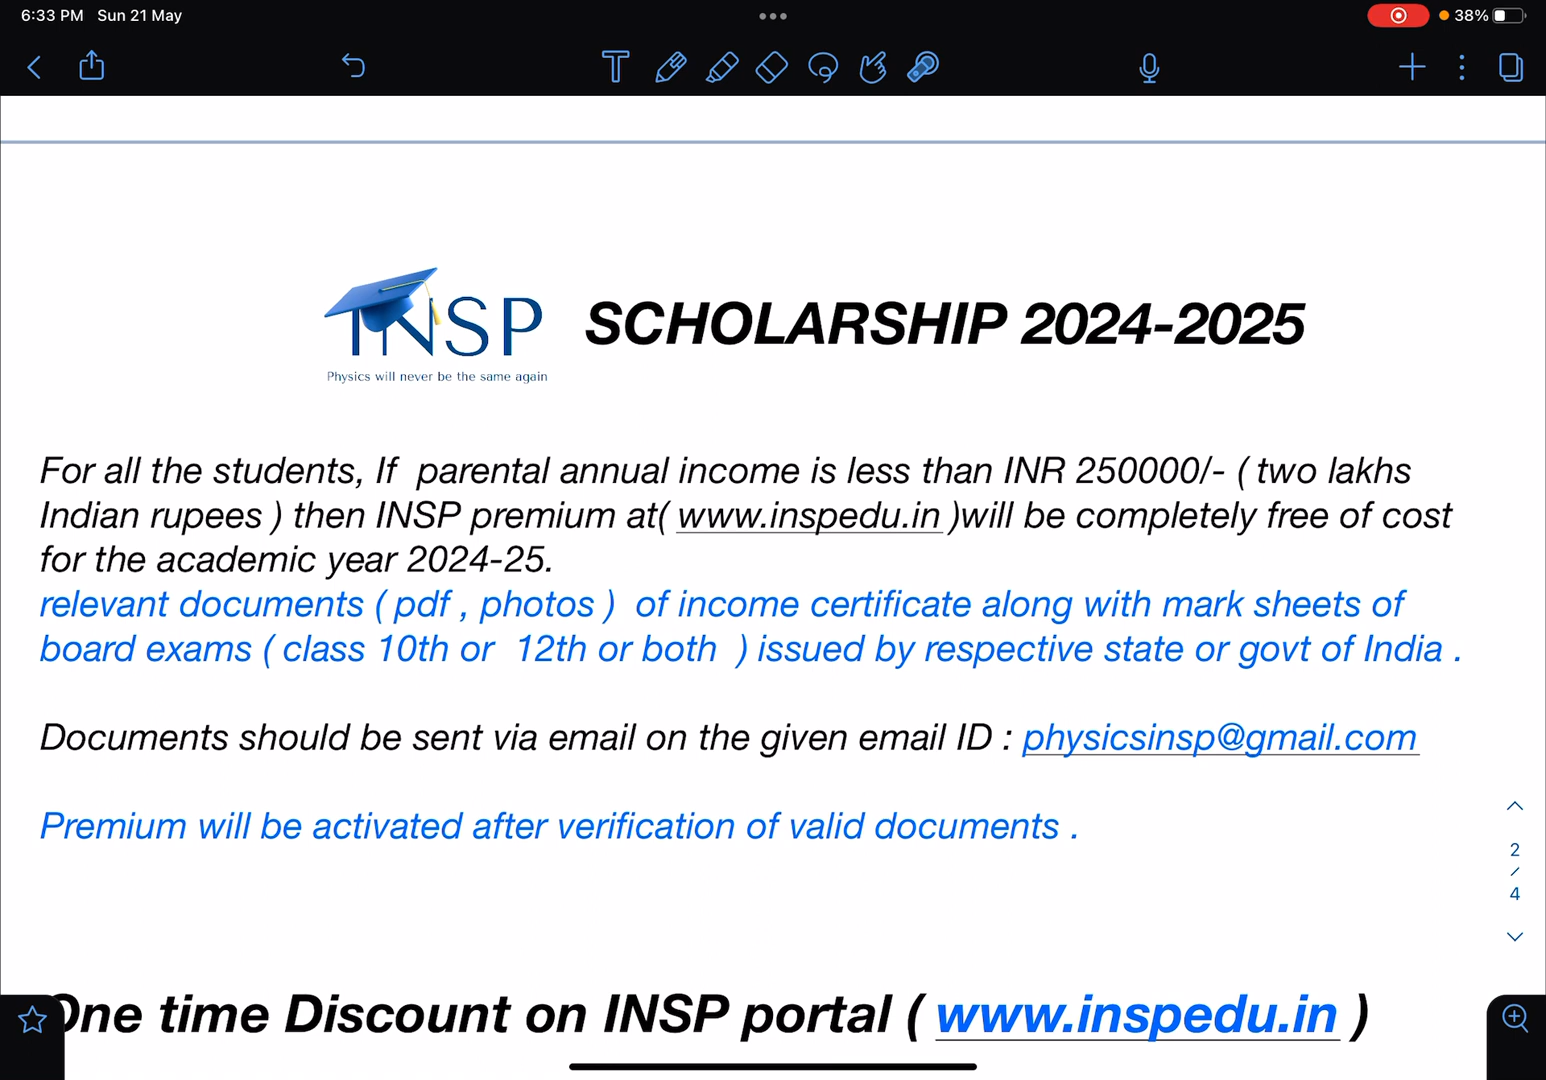 6:33 PM Sun 21 May
38%
INSP
Physics will never be the same again
SCHOLARSHIP 2024-2025
For all the students, If parental annual income is less than INR 250000/- ( two lakhs
Indian rupees ) then INSP premium at( www.inspedu.in )will be completely free of cost
for the academic year 2024-25.
relevant documents ( pdf , photos ) of income certificate along with mark sheets of
board exams ( class 10th or 12th or both ) issued by respective state or govt of India .
Documents should be sent via email on the given email ID : physicsinsp@gmail.com
Premium will be activated after verification of valid documents .
2
/
4
One time Discount on INSP portal ( www.inspedu.in )